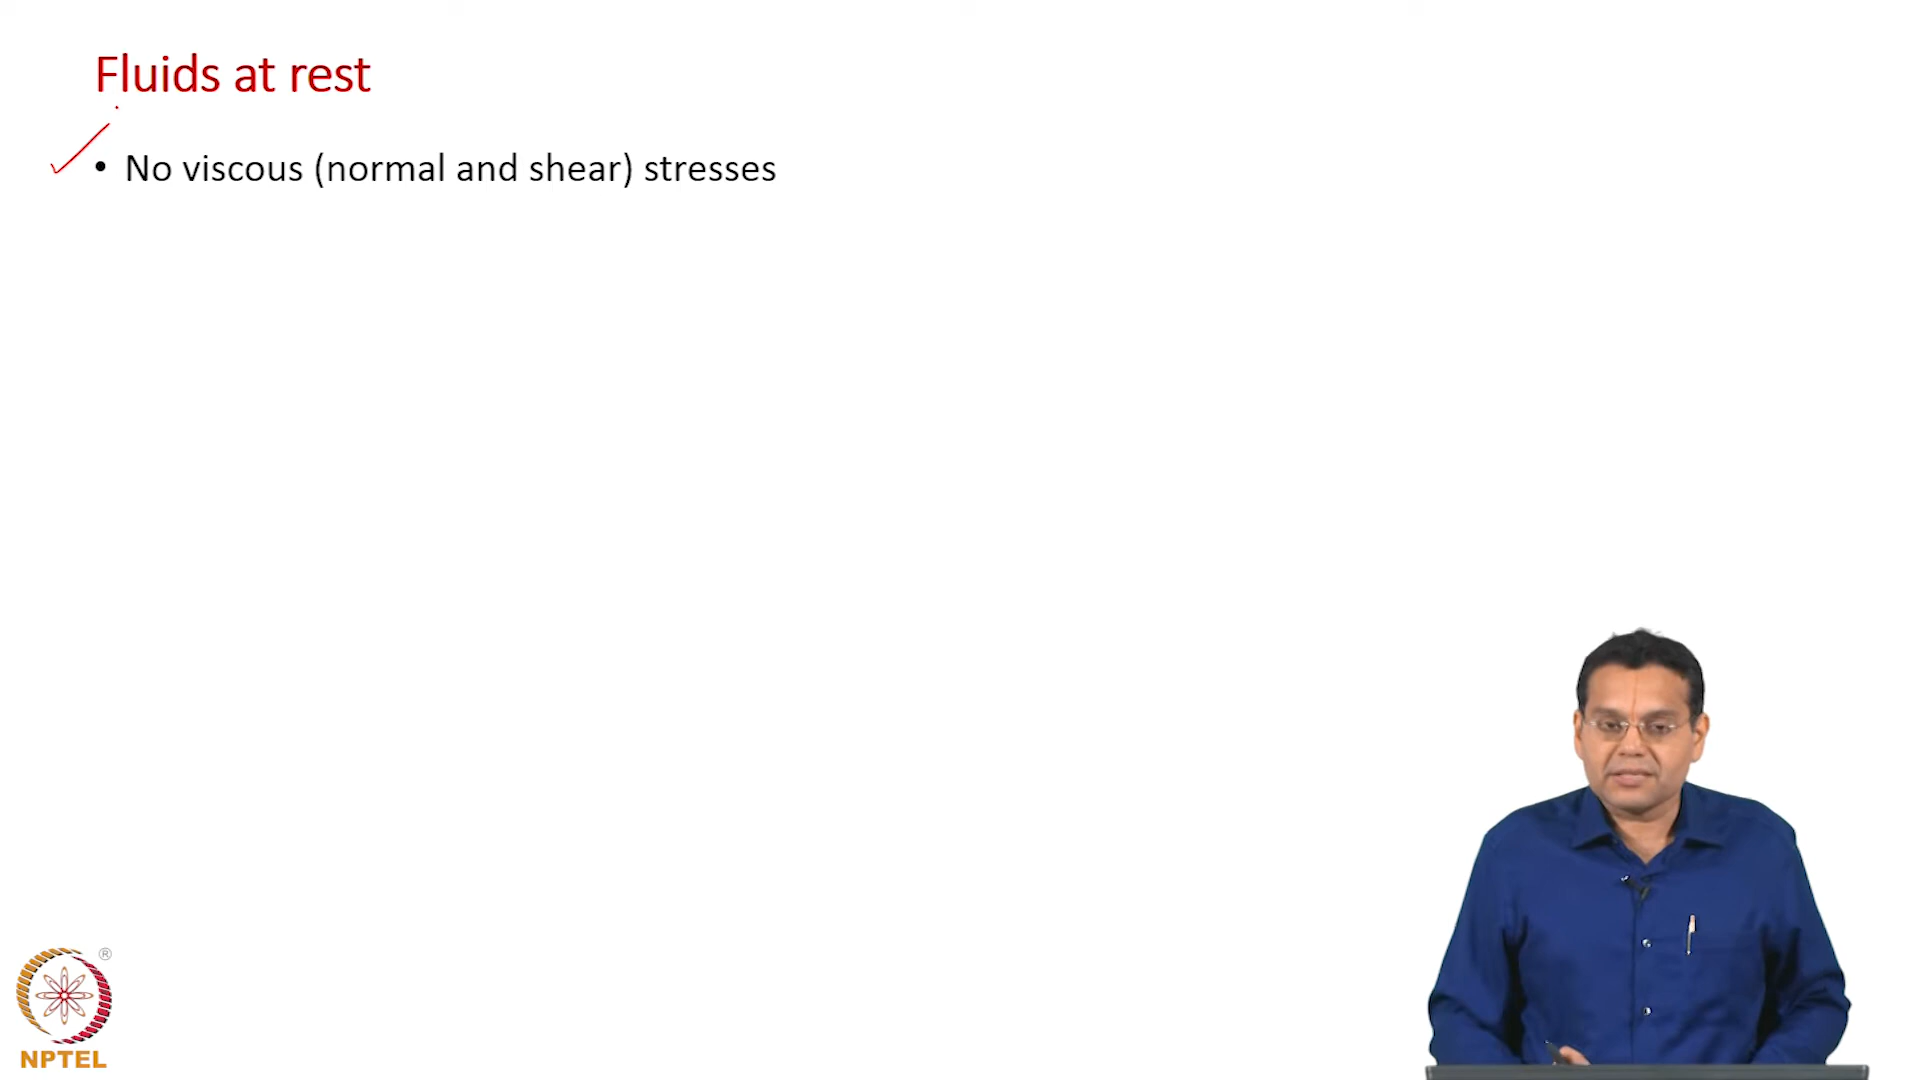 Fluids at rest
• No viscous (normal and shear) stresses
®
NPTEL